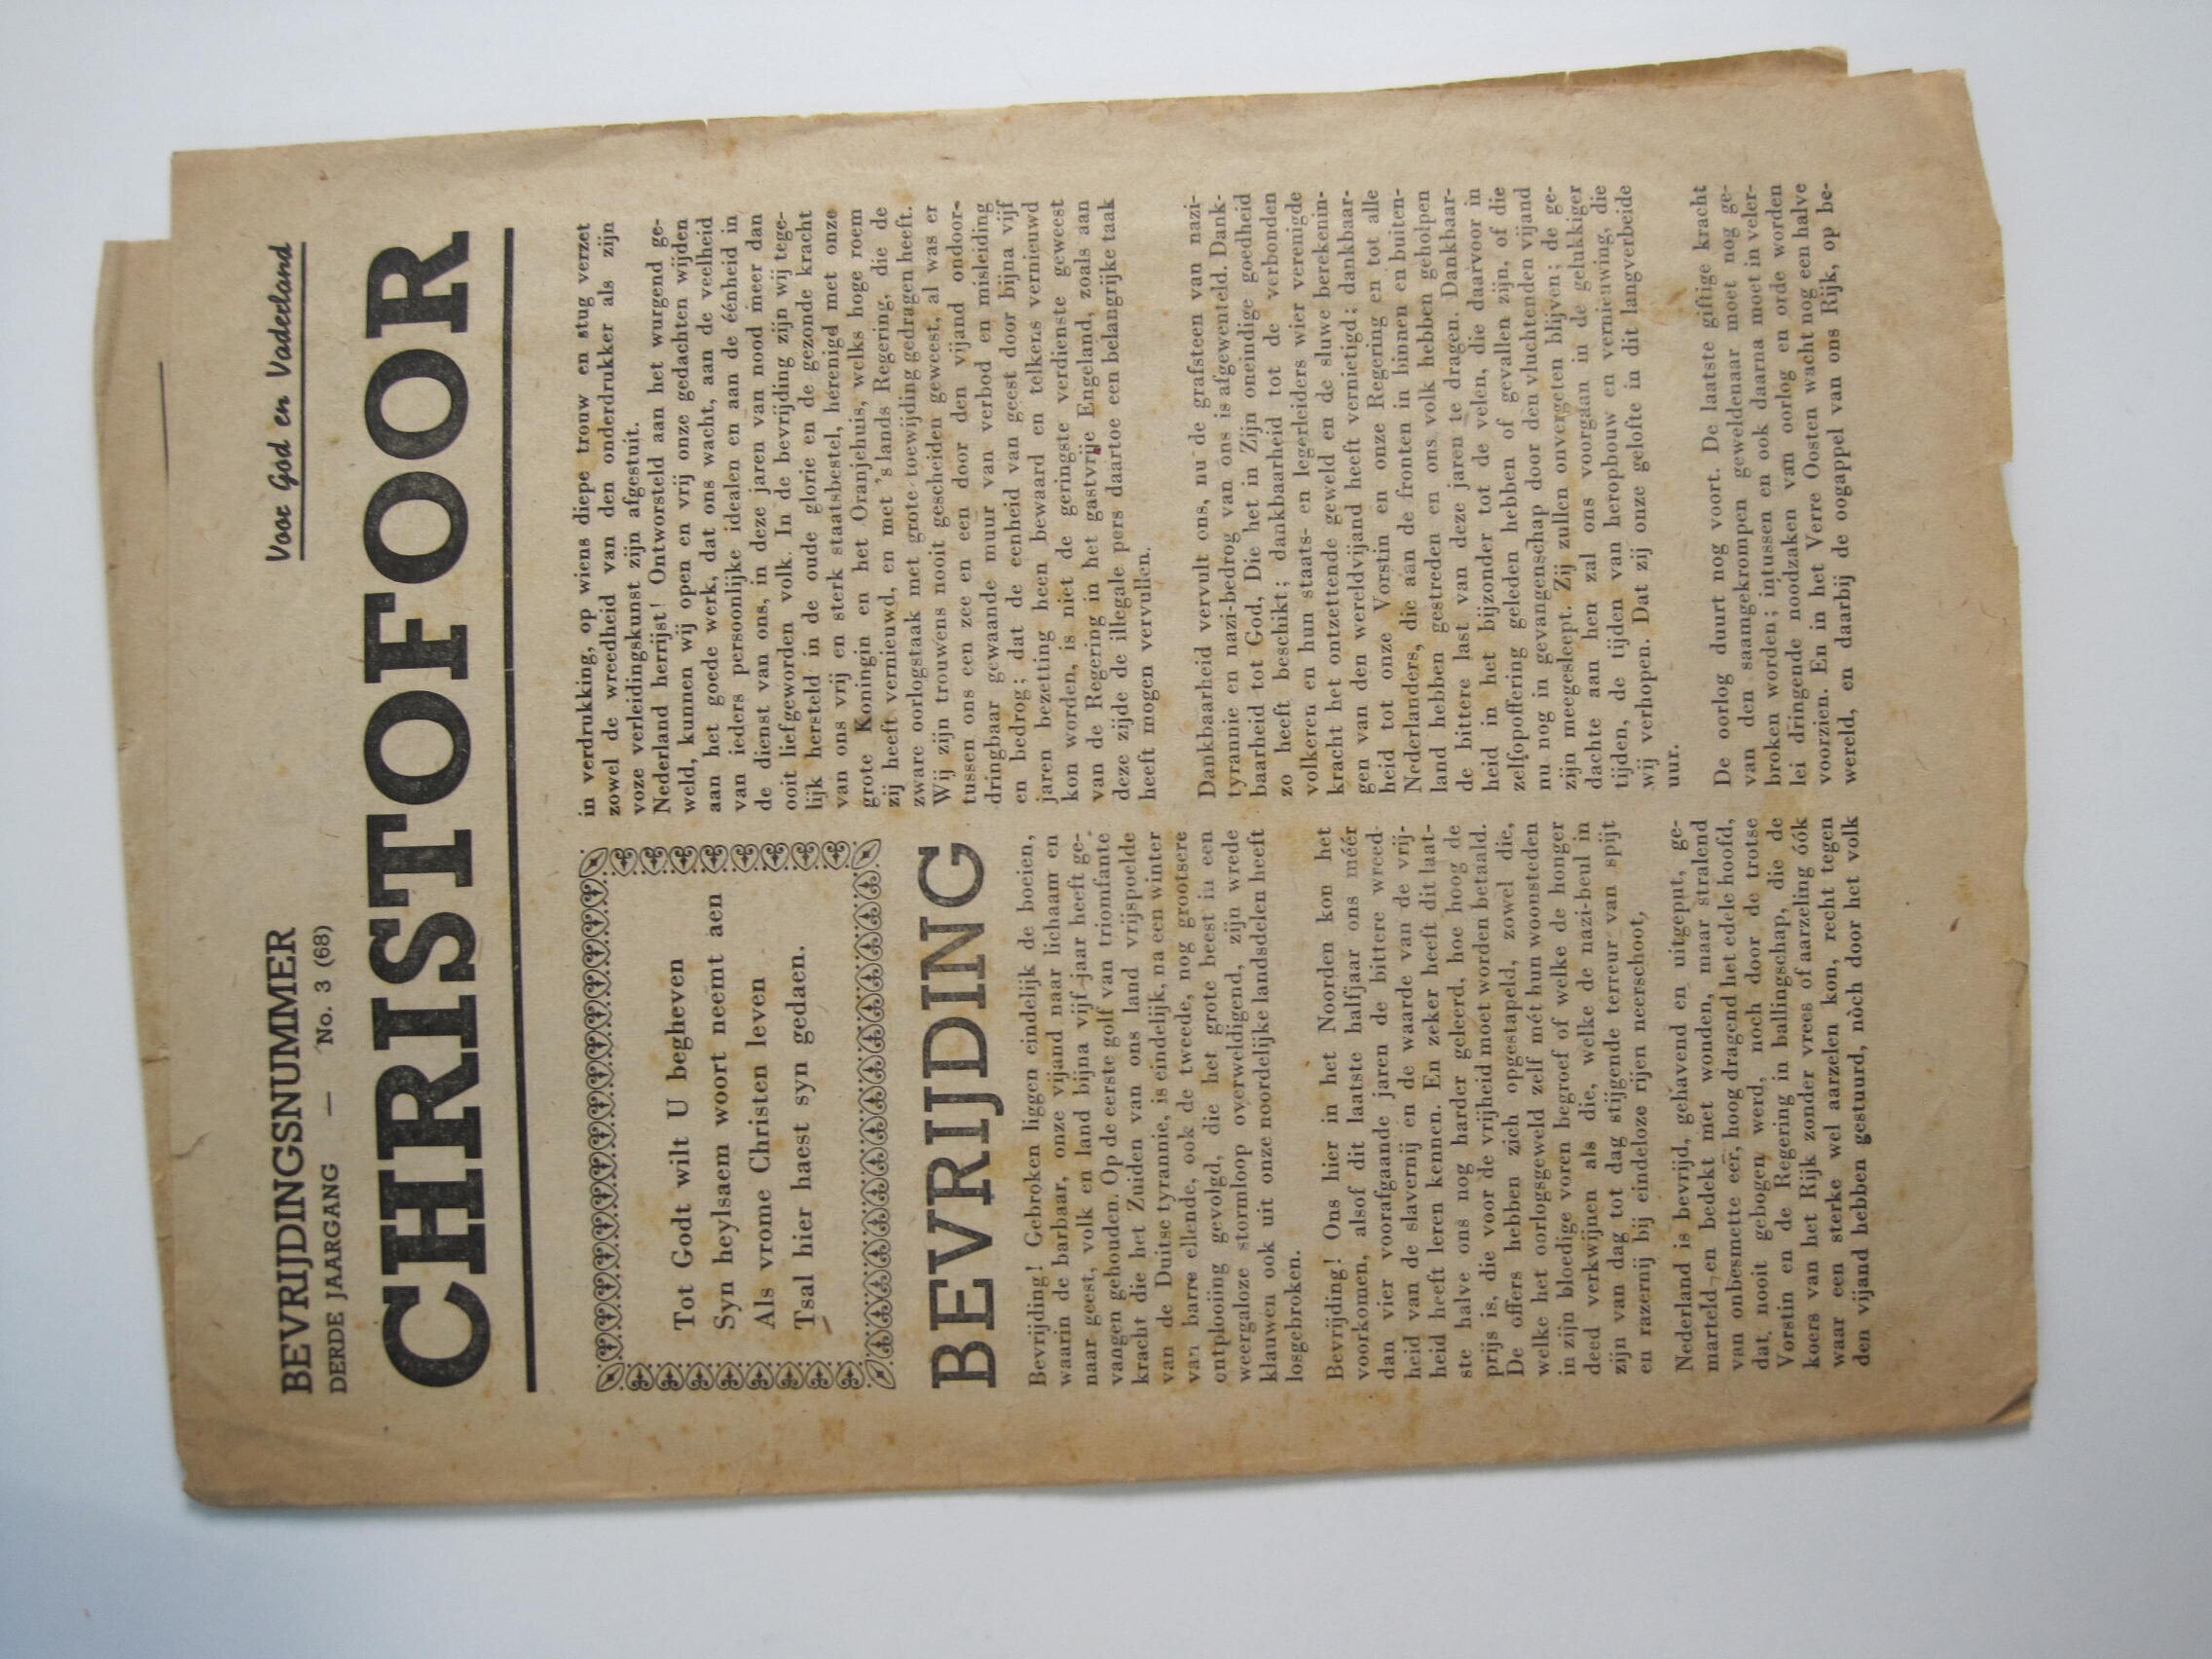 BEVRIJDINGSNUMMER
DERDE JAARGANG — No. 3 (68)
Voor God en Vaderland
CHRISTOFOOR
Tot Godt wilt U begheven
Syn heylsaem woort neemt aen
Als vrome Christen leven
Tsal hier haest syn gedaen.
BEVRIJDING
Bevrijding! Gebroken liggen eindelijk de boeien,
waarin de barbaar, onze vijand naar lichaam en
naar geest, volk en land bijna vijf jaar heeft ge-
vangen gehouden. Op de eerste golf van triomfante
kracht die het Zuiden van ons land vrijspoelde
van de Duitse tyrannie, is eindelijk, na een winter
van barre ellende, ook de tweede, nog grootsere
ontplooiing gevolgd, die het grote beest in een
weergaloze stormloop overweldigend, zijn wrede
klauwen ook uit onze noordelijke landsdelen heeft
losgebroken.
Bevrijding! Ons hier in het Noorden kon het
voorkomen, alsof dit laatste halfjaar ons méér
dan vier voorafgaande jaren de bittere wreed-
heid van de slavernij en de waarde van de vrij-
heid heeft leren kennen. En zeker heeft dit laat-
ste halve ons nog harder geleerd, hoe hoog de
prijs is, die voor de vrijheid moet worden betaald.
De offers hebben zich opgestapeld, zowel die,
welke het oorlogsgeweld zelf mét hun woonsteden
in zijn bloedige voren begroef of welke de honger
deed verkwijnen als die, welke de nazi-beul in
zijn van dag tot dag stijgende terreur van spijt
en razernij bij eindeloze rijen neerschoot,
Nederland is bevrijd, gehavend en uitgeput, ge-
marteld en bedekt met wonden, maar stralend
van onbesmette eer, hoog dragend het edele hoofd,
dat nooit gebogen werd, noch door de trotse
Vorstin en de Regering in ballingschap, die de
koers van het Rijk zonder vrees of aarzeling óók
waar een sterke wel aarzelen kon, recht tegen
den vijand hebben gestuurd, nòch door het volk
in verdrukking, op wiens diepe trouw en stug verzet
zowel de wreedheid van den onderdrukker als zijn
voze verleidingskunst zijn afgestuit.
Nederland herrijst! Ontworsteld aan het wurgend ge-
weld, kunnen wij open en vrij onze gedachten wijden
aan het goede werk, dat ons wacht, aan de veelheid
van ieders persoonlijke idealen en aan de éénheid in
de dienst van ons, in deze jaren van nood meer dan
ooit liefgeworden volk. In de bevrijding zijn wij tege-
lijk hersteld in de oude glorie en de gezonde kracht
van ons vrij en sterk staatsbestel, herenigd met onze
grote Koningin en het Oranjehuis, welks hoge roem
zij heeft vernieuwd, en met 's lands Regering, die de
zware oorlogstaak met grote toewijding gedragen heeft.
Wij zijn trouwens nooit gescheiden geweest, al was er
tussen ons een zee en een door den vijand ondoor-
dringbaar gewaande muur van verbod en misleiding
en bedrog; dat de eenheid van geest door bijna vijf
jaren bezetting heen bewaard en telkens vernieuwd
kon worden, is niet de geringste verdienste geweest
van de Regering in het gastvrije Engeland, zoals aan
deze zijde de illegale pers daartoe een belangrijke taak
heeft mogen vervullen.
Dankbaarheid vervult ons, nu de grafsteen van nazi-
tyrannie en nazi-bedrog van ons is afgewenteld. Dank-
baarheid tot God, Die het in Zijn oneindige goedheid
zo heeft beschikt; dankbaarheid tot de verbonden
volkeren en hun staats- en legerleiders wier verenigde
kracht het ontzettende geweld en de sluwe berekenin-
gen van den wereldvijand heeft vernietigd; dankbaar-
heid tot onze Vorstin en onze Regering en tot alle
Nederlanders, die aan de fronten in binnen en buiten-
land hebben gestreden en ons volk hebben geholpen
de bittere last van deze jaren te dragen. Dankbaar-
heid in het bijzonder tot de velen, die daarvoor in
zelfopoffering geleden hebben of gevallen zijn, of die
nu nog in gevangenschap door den vluchtenden vijand
zijn meegesleept. Zij zullen onvergeten blijven; de ge-
dachte aan hen zal ons voorgaan in de gelukkiger
tijden, de tijden van heropbouw en vernieuwing, die
wij verhopen. Dat zij onze gelofte in dit langverbeide
uur.
De oorlog duurt nog voort. De laatste giftige kracht
van den saamgekrompen geweldenaar moet nog ge-
broken worden; intussen en ook daarna moet in veler-
lei dringende noodzaken van oorlog en orde worden
voorzien. En in het Verre Oosten wacht nog een halve
wereld, en daarbij de oogappel van ons Rijk, op be-